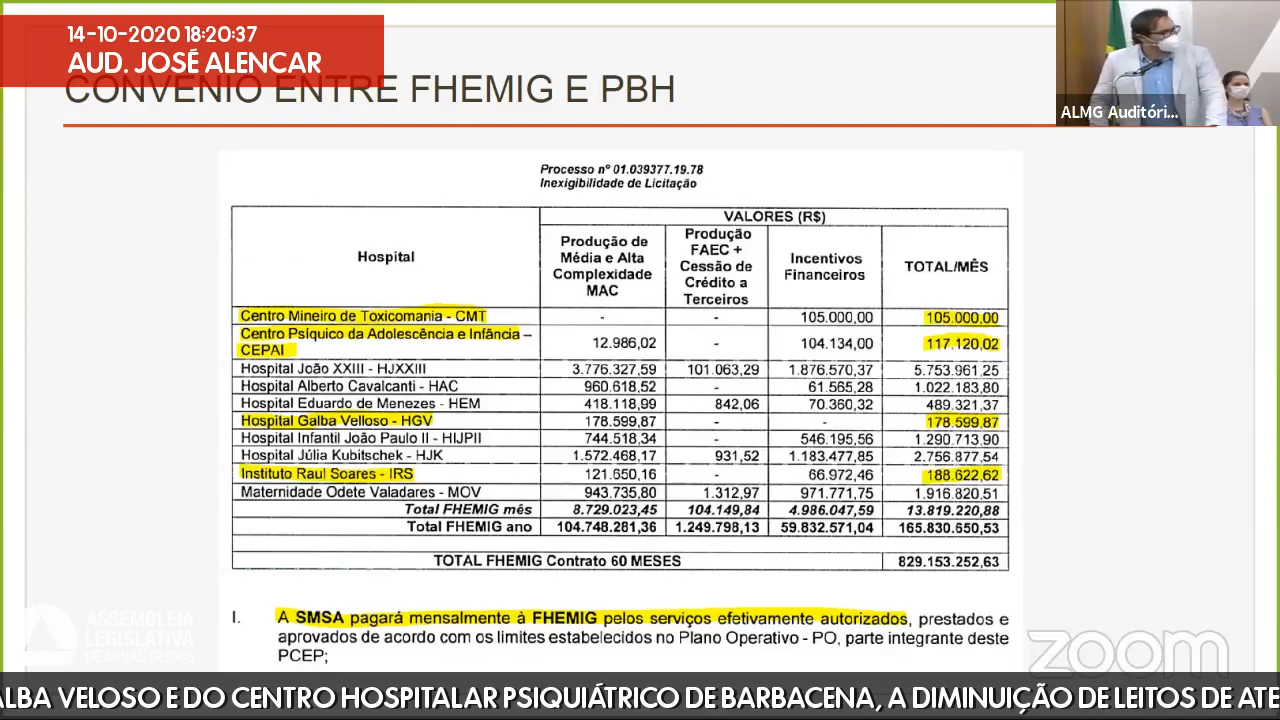 14-10-2020 18:20:37
AUD. JOSÉ ALENCAR
CONVÊNIO ENTRE FHEMIG E PBH
ALMG Auditóri...
Processo nº 01.039377.19.78
Inexigibilidade de Licitação
Hospital
VALORES (R$)
Produção de Média e Alta Complexidade MAC
Produção FAEC + Cessão de Crédito a Terceiros
Incentivos Financeiros
TOTAL/MÊS
Centro Mineiro de Toxicomania - CMT - - 105.000,00 105.000,00
Centro Psíquico da Adolescência e Infância –
CEPAI 12.986,02 - 104.134,00 117.120,02
Hospital João XXIII - HJXXIII 3.776.327,59 101.063,29 1.876.570,37 5.753.961,25
Hospital Alberto Cavalcanti - HAC 960.618,52 - 61.565,28 1.022.183,80
Hospital Eduardo de Menezes - HEM 418.118,99 842,06 70.360,32 489.321,37
Hospital Galba Velloso - HGV 178.599,87 - - 178.599,87
Hospital Infantil João Paulo II - HIJPII 744.518,34 - 546.195,56 1.290.713,90
Hospital Júlia Kubitschek - HJK 1.572.468,17 931,52 1.183.477,85 2.756.877,54
Instituto Raul Soares - IRS 121.650,16 - 66.972,46 188.622,62
Maternidade Odete Valadares - MOV 943.735,80 1.312,97 971.771,75 1.916.820,51
Total FHEMIG mês 8.729.023,45 104.149,84 4.986.047,59 13.819.220,88
Total FHEMIG ano 104.748.281,36 1.249.798,13 59.832.571,04 165.830.650,53
TOTAL FHEMIG Contrato 60 MESES 829.153.252,63
I. A SMSA pagará mensalmente à FHEMIG pelos serviços efetivamente autorizados, prestados e
aprovados de acordo com os limites estabelecidos no Plano Operativo - PO, parte integrante deste
PCEP;
ASSEMBLEIA
LEGISLATIVA
DE MINAS GERAIS
zoom
ALBA VELOSO E DO CENTRO HOSPITALAR PSIQUIÁTRICO DE BARBACENA, A DIMINUIÇÃO DE LEITOS DE ATE